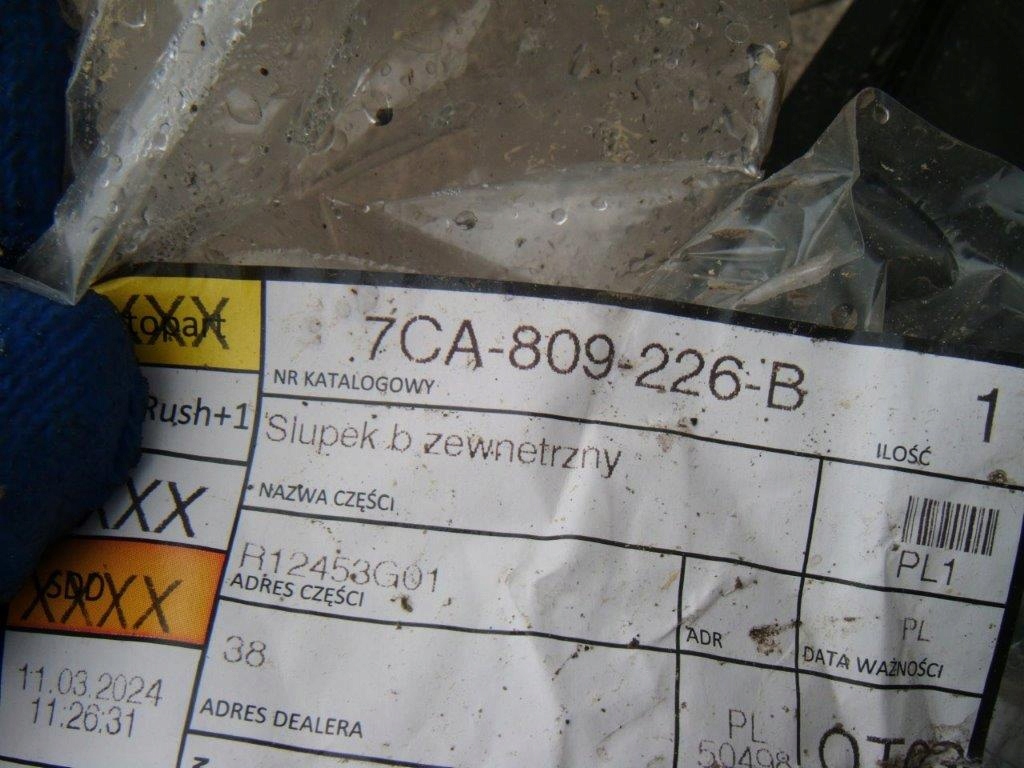 XXX
7CA-809-226-B
1
NR KATALOGOWY
ILOŚĆ
Rush+1
Slupek b zewnetrzny
NAZWA CZĘŚCI
PL1
XXX
R12453G01
ADRES CZĘŚCI
ADR
PL
DATA WAŻNOŚCI
SDD
XXXX
38
ADRES DEALERA
11.03.2024
11:26:31
PL
50498